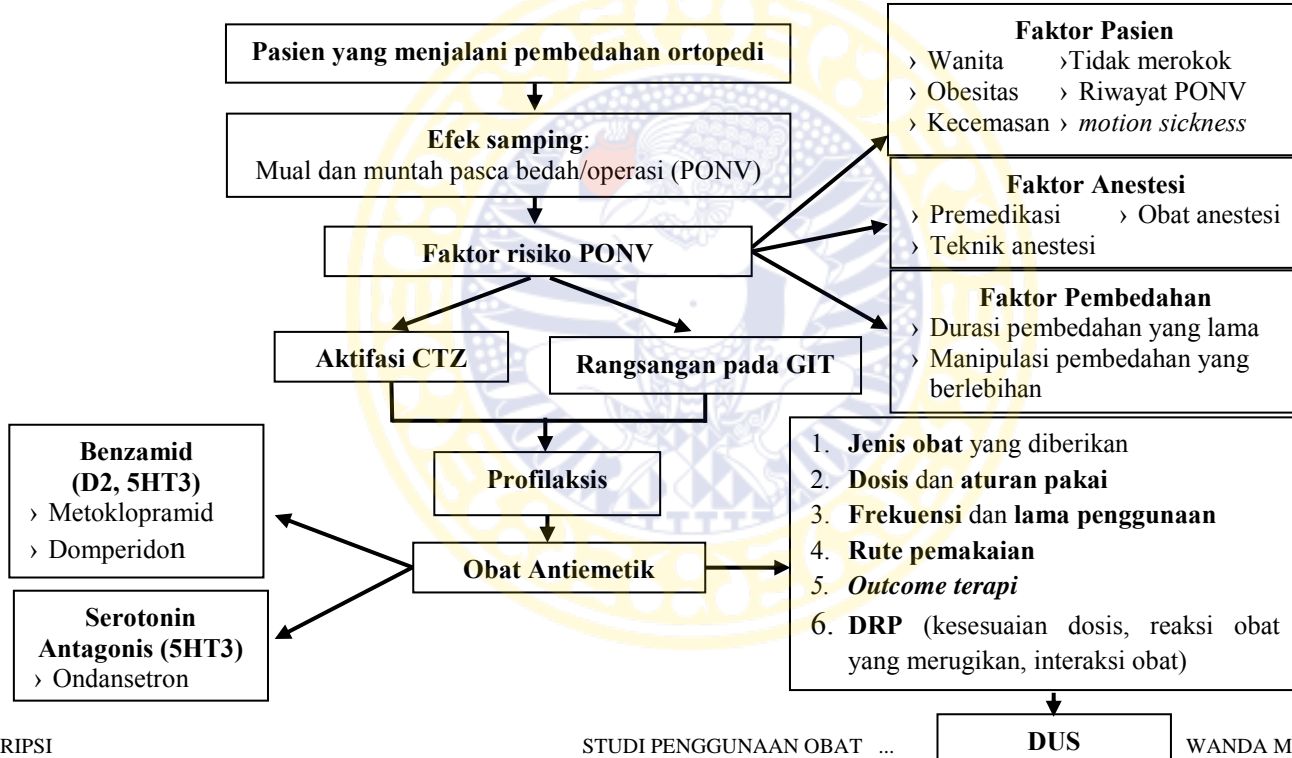 Pasien yang menjalani pembedahan ortopedi
Efek samping:
Mual dan muntah pasca bedah/operasi (PONV)
Faktor risiko PONV
Faktor Pasien
› Wanita ›Tidak merokok
› Obesitas › Riwayat PONV
› Kecemasan › motion sickness
Faktor Anestesi
› Premedikasi › Obat anestesi
› Teknik anestesi
Faktor Pembedahan
› Durasi pembedahan yang lama
› Manipulasi pembedahan yang
berlebihan
Aktifasi CTZ
Rangsangan pada GIT
Profilaksis
Obat Antiemetik
Benzamid
(D2, 5HT3)
› Metoklopramid
› Domperidon
Serotonin
Antagonis (5HT3)
› Ondansetron
1. Jenis obat yang diberikan
2. Dosis dan aturan pakai
3. Frekuensi dan lama penggunaan
4. Rute pemakaian
5. Outcome terapi
6. DRP (kesesuaian dosis, reaksi obat
yang merugikan, interaksi obat)
DUS
RIPSI STUDI PENGGUNAAN OBAT ... WANDA M